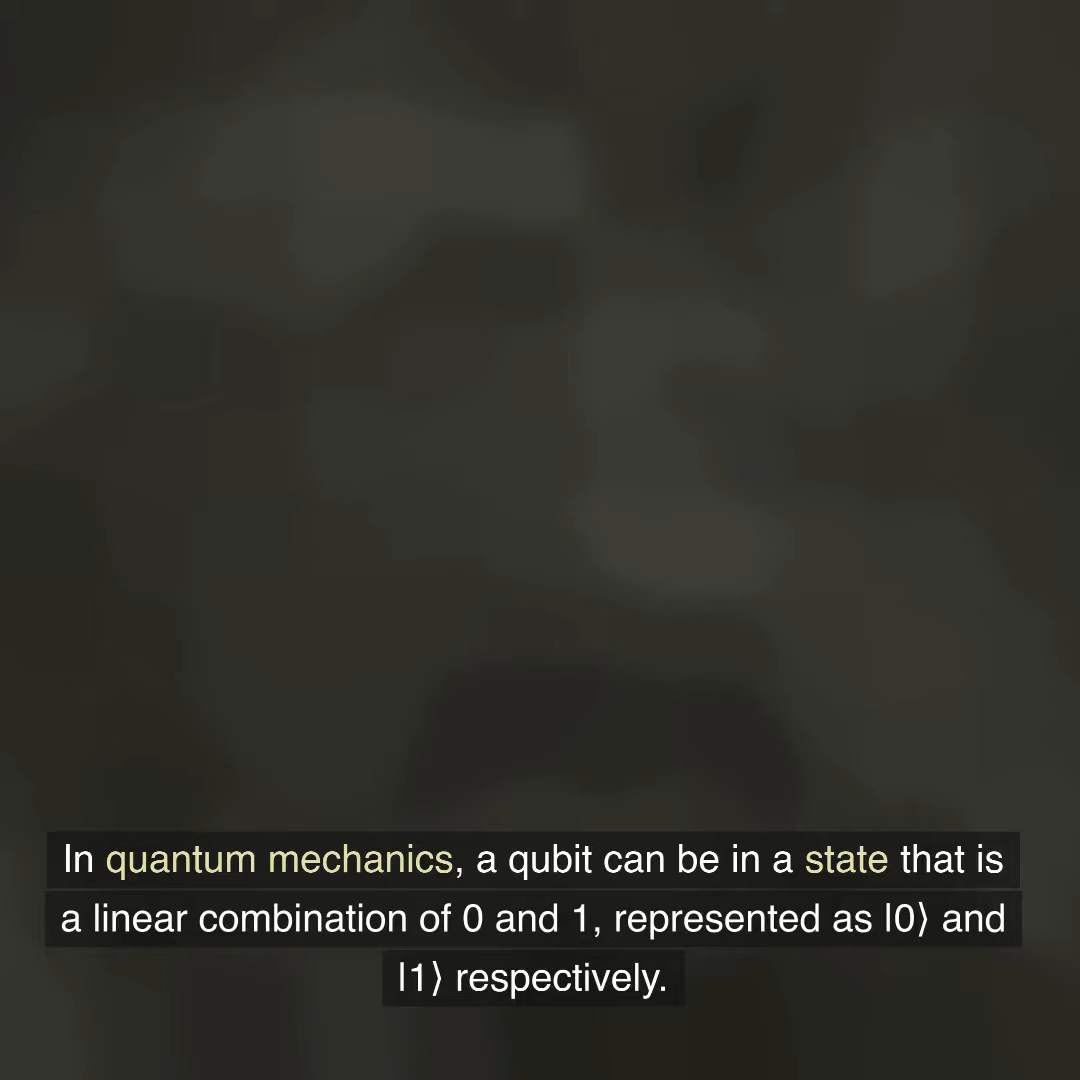 In quantum mechanics, a qubit can be in a state that is
a linear combination of 0 and 1, represented as |0⟩ and
|1⟩ respectively.